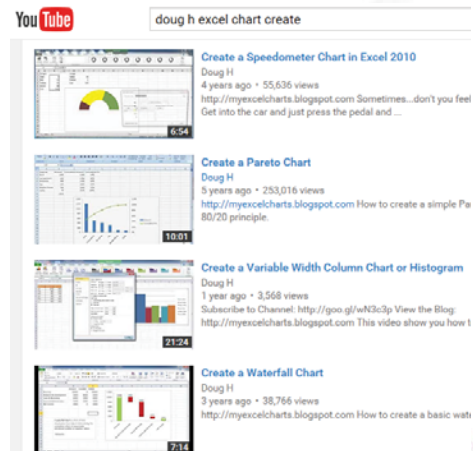 You Tube
doug h excel chart create
Create a Speedometer Chart in Excel 2010
Doug H
4 years ago • 55,636 views
http://myexcelcharts.blogspot.com Sometimes...don't you feel
Get into the car and just press the pedal and ...
6:54
Create a Pareto Chart
Doug H
5 years ago • 253,016 views
http://myexcelcharts.blogspot.com How to create a simple Pa
80/20 principle.
10:01
Create a Variable Width Column Chart or Histogram
Doug H
1 year ago • 3,568 views
Subscribe to Channel: http://goo.gl/wN3c3p View the Blog:
http://myexcelcharts.blogspot.com This video show you how t
21:24
Create a Waterfall Chart
Doug H
3 years ago • 38,766 views
http://myexcelcharts.blogspot.com How to create a basic wate
7:14